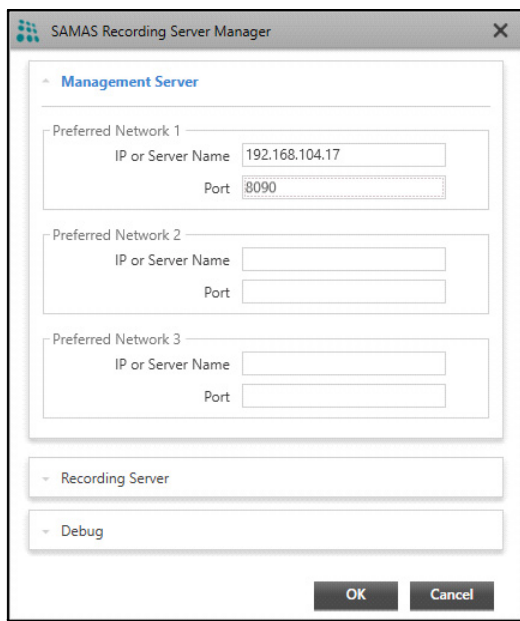 SAMAS Recording Server Manager
Management Server
Preferred Network 1
IP or Server Name 192.168.104.17
Port 8090
Preferred Network 2
IP or Server Name
Port
Preferred Network 3
IP or Server Name
Port
Recording Server
Debug
OK Cancel